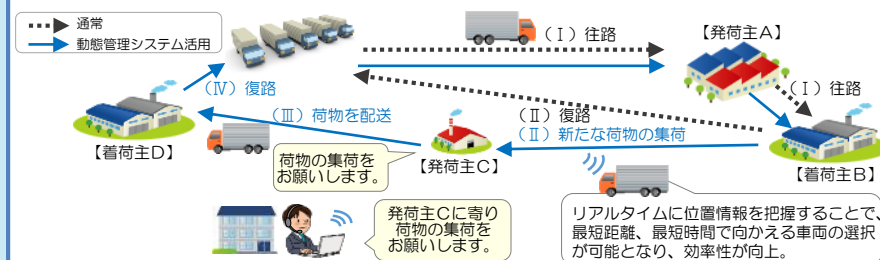 通常
動態管理システム活用
（Ⅰ）往路
【発荷主A】
（Ⅰ）往路
（Ⅳ）復路
（Ⅱ）復路
（Ⅱ）新たな荷物の集荷
（Ⅲ）荷物を配送
【着荷主D】
【発荷主C】
【着荷主B】
荷物の集荷を
お願いします。
発荷主Cに寄り
荷物の集荷を
お願いします。
リアルタイムに位置情報を把握することで、
最短距離、最短時間で向かえる車両の選択
が可能となり、効率性が向上。